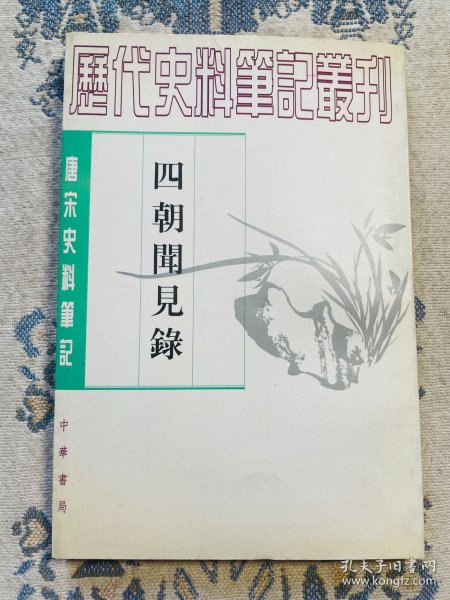 歷代史料筆記叢刊
唐宋史料筆記
四朝聞見錄
中華書局
孔夫子旧书网
www.kongfz.com